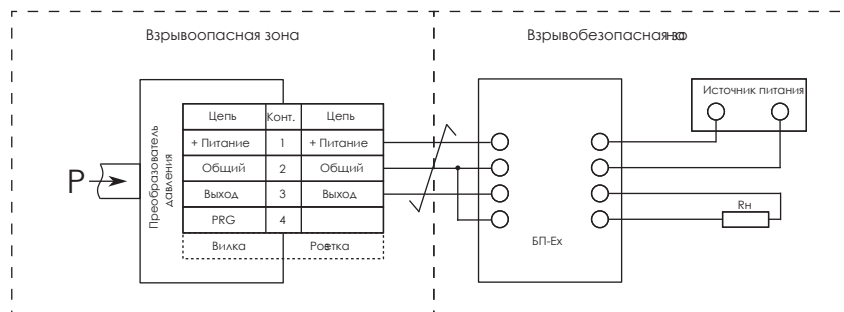 Взрывоопасная зона
Взрывобезопасная зона
Источник питания
Преобразователь
давления
Цепь Конт. Цепь
+ Питание 1 + Питание
Общий 2 Общий
Выход 3 Выход
PRG 4
Вилка Розетка
P
Rн
БП-Ex